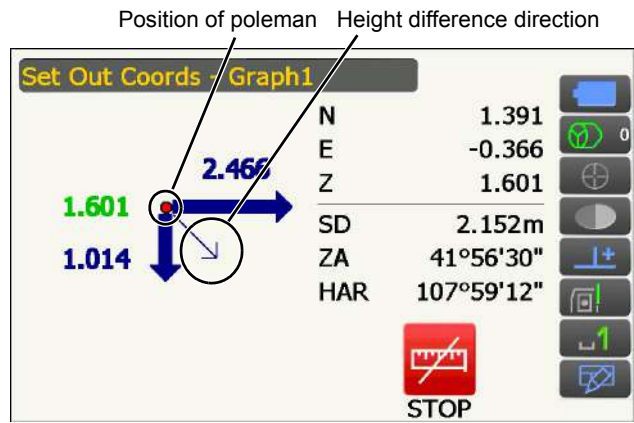 Position of poleman Height difference direction
Set Out Coords - Graph1
N 1.391
E -0.366
Z 1.601
SD 2.152m
ZA 41°56'30"
HAR 107°59'12"
2.466
1.601
1.014
STOP
0
1